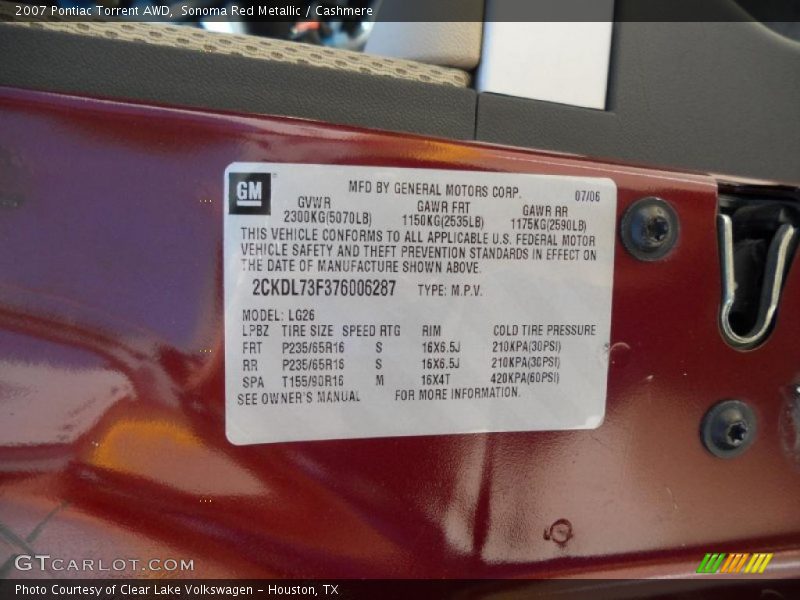 2007 Pontiac Torrent AWD,  Sonoma Red Metallic / Cashmere
GM
MFD BY GENERAL MOTORS CORP. 07/06
GVWR GAWR FRT GAWR RR
2300KG(5070LB) 1150KG(2535LB) 1175KG(2590LB)
THIS VEHICLE CONFORMS TO ALL APPLICABLE U.S. FEDERAL MOTOR
VEHICLE SAFETY AND THEFT PREVENTION STANDARDS IN EFFECT ON
THE DATE OF MANUFACTURE SHOWN ABOVE.
2CKDL73F376006287 TYPE: M.P.V.
MODEL: LG26
LPBZ TIRE SIZE SPEED RTG RIM COLD TIRE PRESSURE
FRT P235/65R16 S 16X6.5J 210KPA(30PSI)
RR P235/65R16 S 16X6.5J 210KPA(30PSI)
SPA T155/90R16 M 16X4T 420KPA(60PSI)
SEE OWNER'S MANUAL FOR MORE INFORMATION.
GTCARLOT.COM
Photo Courtesy of Clear Lake Volkswagen – Houston, TX